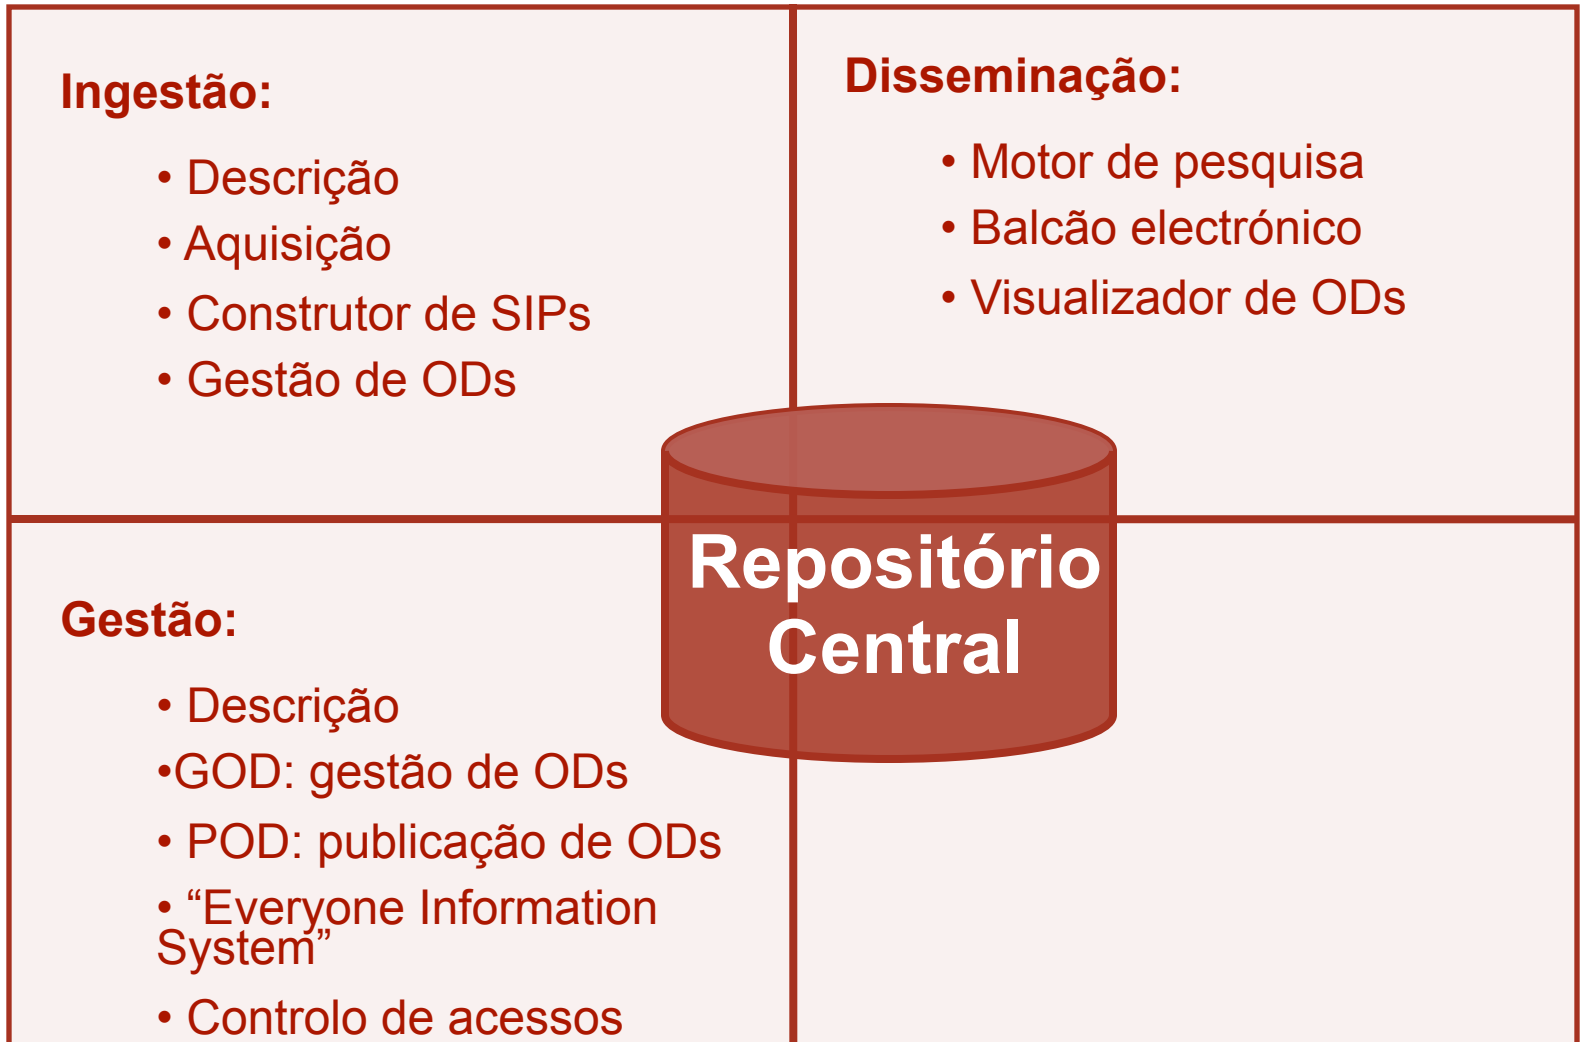 Ingestão:
• Descrição
• Aquisição
• Construtor de SIPs
• Gestão de ODs
Disseminação:
• Motor de pesquisa
• Balcão electrónico
• Visualizador de ODs
Repositório
Central
Gestão:
• Descrição
•GOD: gestão de ODs
• POD: publicação de ODs
• “Everyone Information
System”
• Controlo de acessos